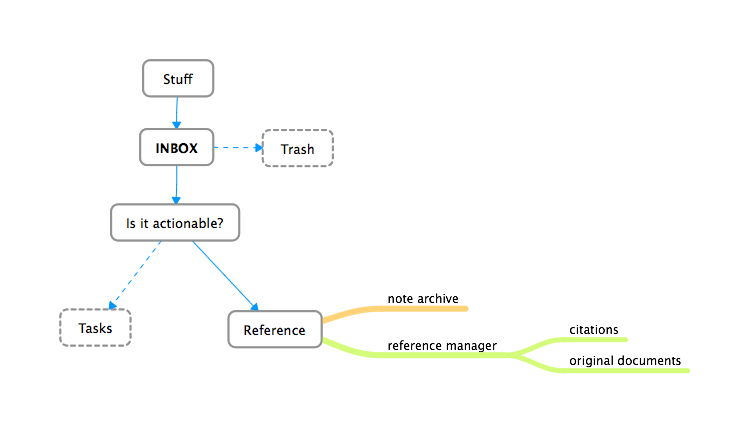 Stuff
INBOX
Trash
Is it actionable?
Tasks
Reference
note archive
reference manager
citations
original documents